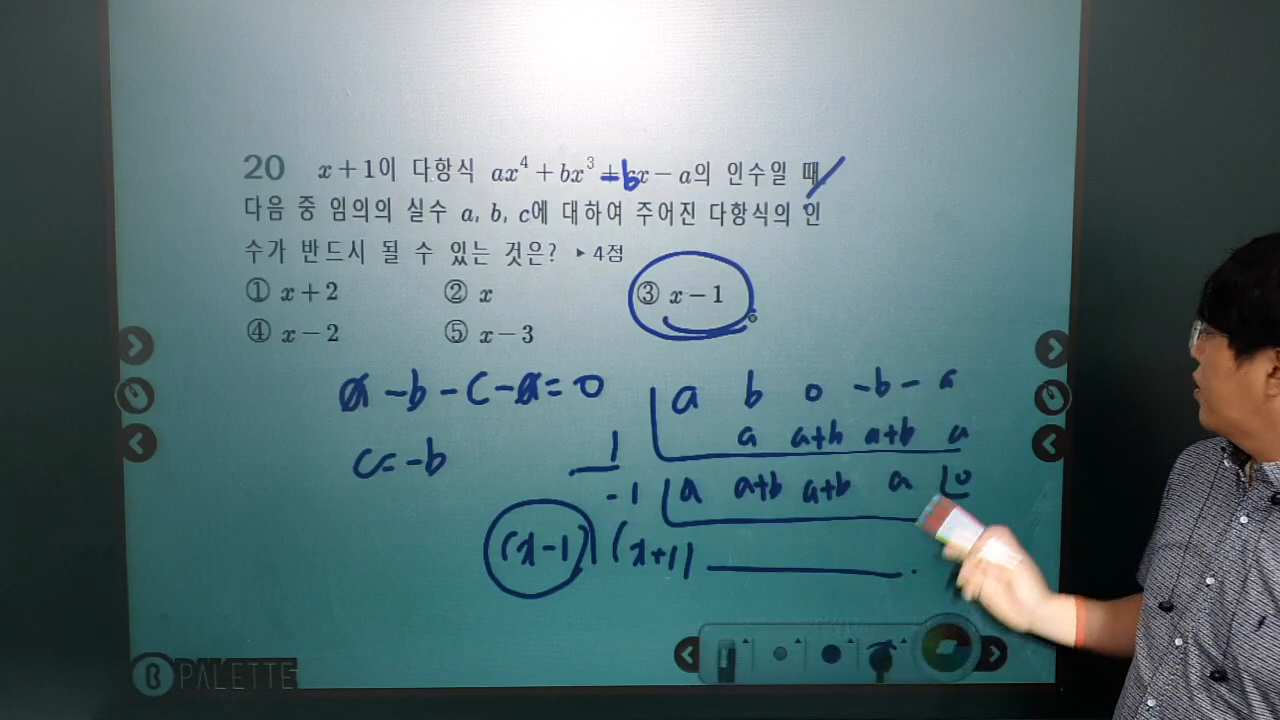 20 x+1이 다항식 ax⁴+bx³-bx-a의 인수일 때,
다음 중 임의의 실수 a, b, c에 대하여 주어진 다항식의 인
수가 반드시 될 수 있는 것은? ▸4점
① x+2 ② x ③ x-1
④ x-2 ⑤ x-3
a-b-c-a=0
c=-b
1 a b 0 -b -a
a a+b a+b a
-1 a a+b a+b a 0
(x-1)(x+1)
PALETTE